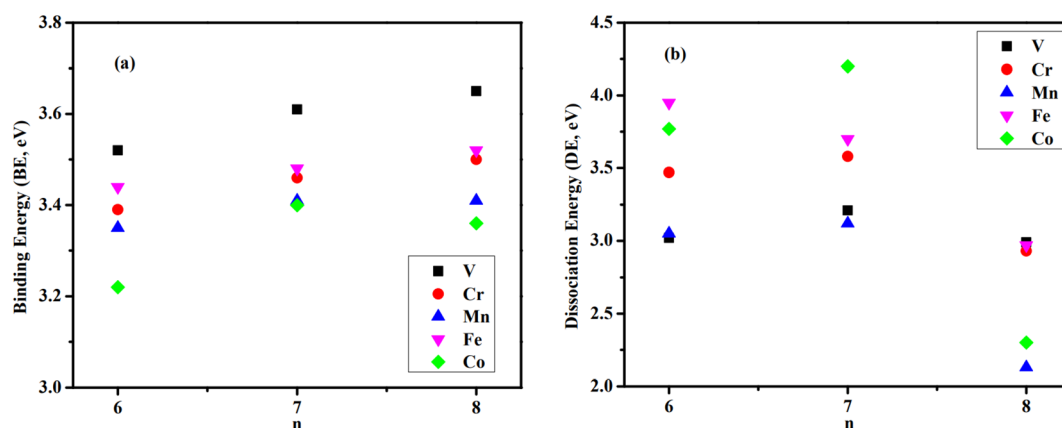 (a)
Binding Energy (BE, eV)
3.8
3.6
3.4
3.2
3.0
6
7
8
n
V
Cr
Mn
Fe
Co
(b)
Dissociation Energy (DE, eV)
4.5
4.0
3.5
3.0
2.5
2.0
6
7
8
n
V
Cr
Mn
Fe
Co